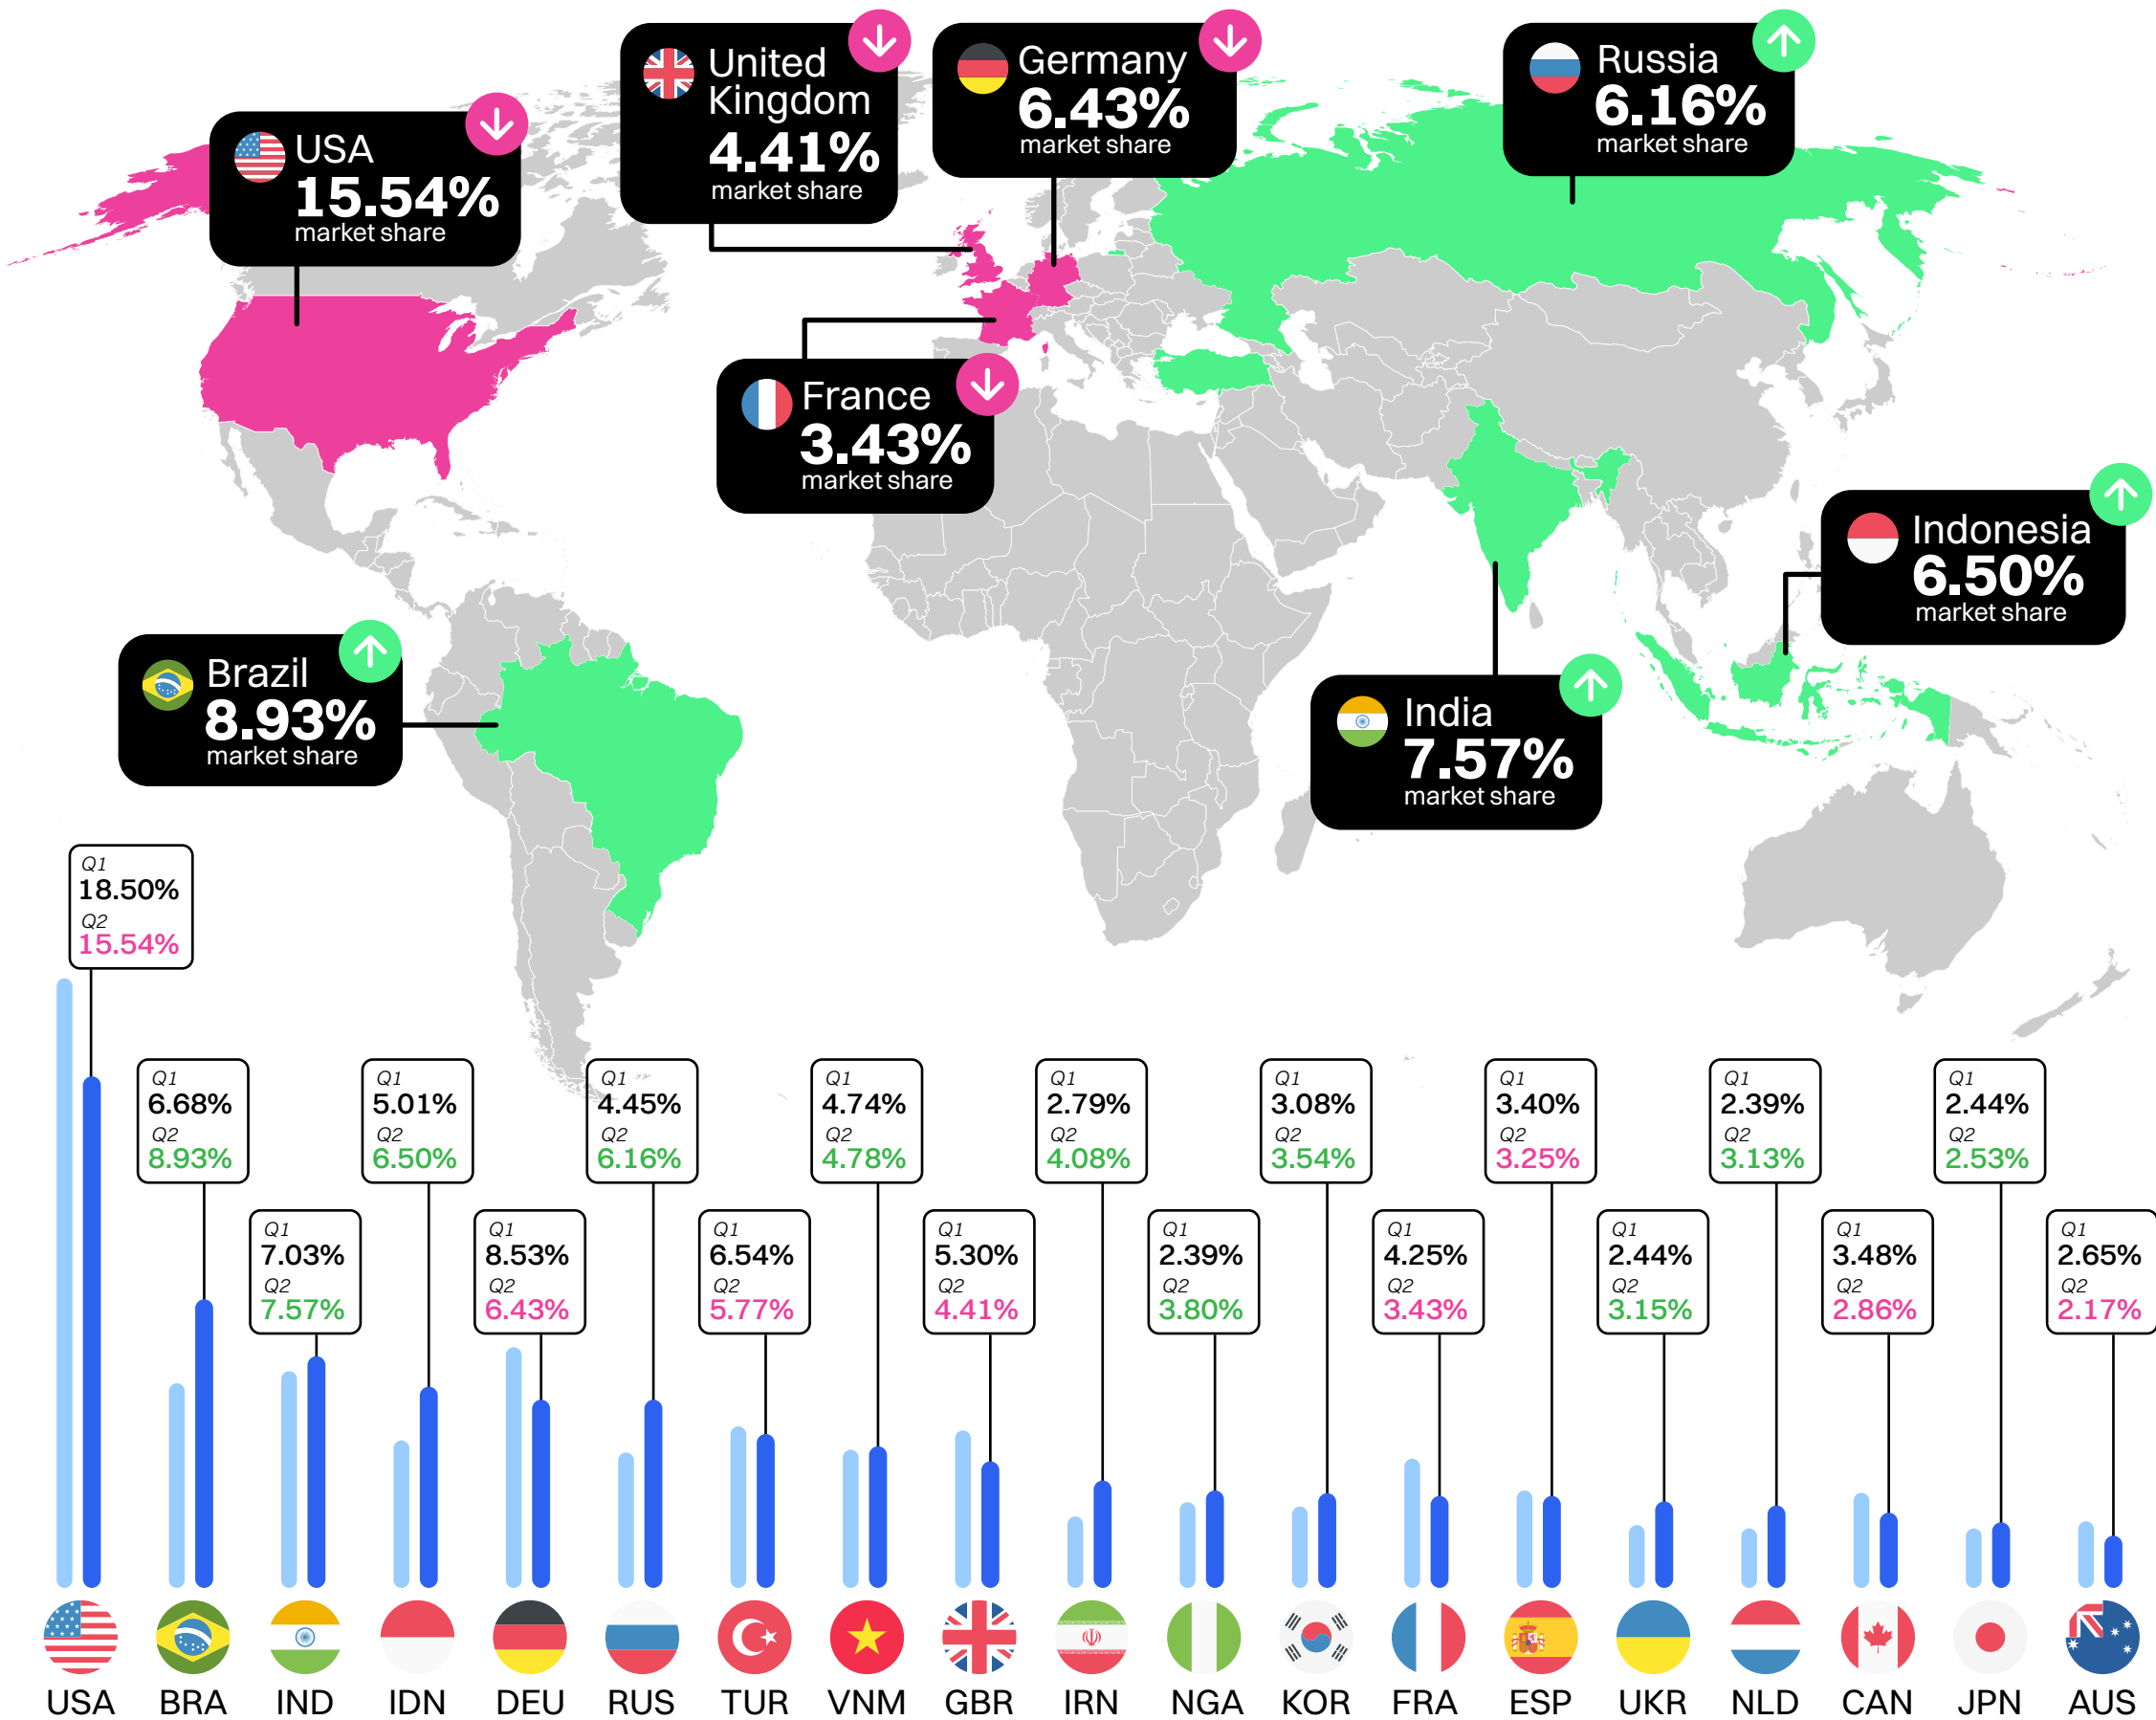 United
Kingdom
4.41%
market share
Germany
6.43%
market share
Russia
6.16%
market share
USA
15.54%
market share
France
3.43%
market share
Indonesia
6.50%
market share
Brazil
8.93%
market share
India
7.57%
market share
Q1
18.50%
Q2
15.54%
Q1
6.68%
Q2
8.93%
Q1
7.03%
Q2
7.57%
Q1
5.01%
Q2
6.50%
Q1
8.53%
Q2
6.43%
Q1
4.45%
Q2
6.16%
Q1
6.54%
Q2
5.77%
Q1
4.74%
Q2
4.78%
Q1
5.30%
Q2
4.41%
Q1
2.79%
Q2
4.08%
Q1
2.39%
Q2
3.80%
Q1
3.08%
Q2
3.54%
Q1
4.25%
Q2
3.43%
Q1
3.40%
Q2
3.25%
Q1
2.44%
Q2
3.15%
Q1
2.39%
Q2
3.13%
Q1
3.48%
Q2
2.86%
Q1
2.44%
Q2
2.53%
Q1
2.65%
Q2
2.17%
USA BRA IND IDN DEU RUS TUR VNM GBR IRN NGA KOR FRA ESP UKR NLD CAN JPN AUS